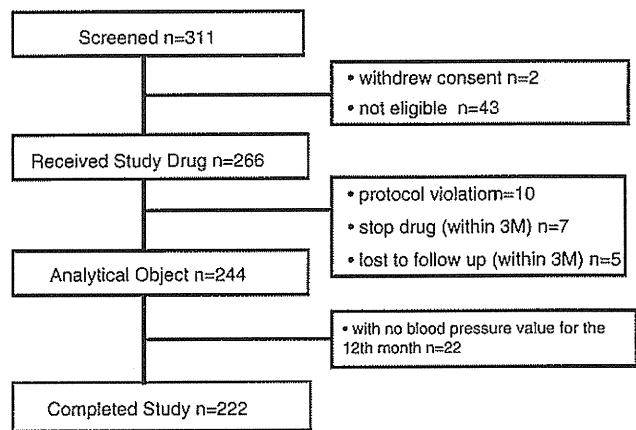 Screened n=311
• withdrew consent n=2
• not eligible n=43
Received Study Drug n=266
• protocol violation=10
• stop drug (within 3M) n=7
• lost to follow up (within 3M) n=5
Analytical Object n=244
• with no blood pressure value for the
12th month n=22
Completed Study n=222